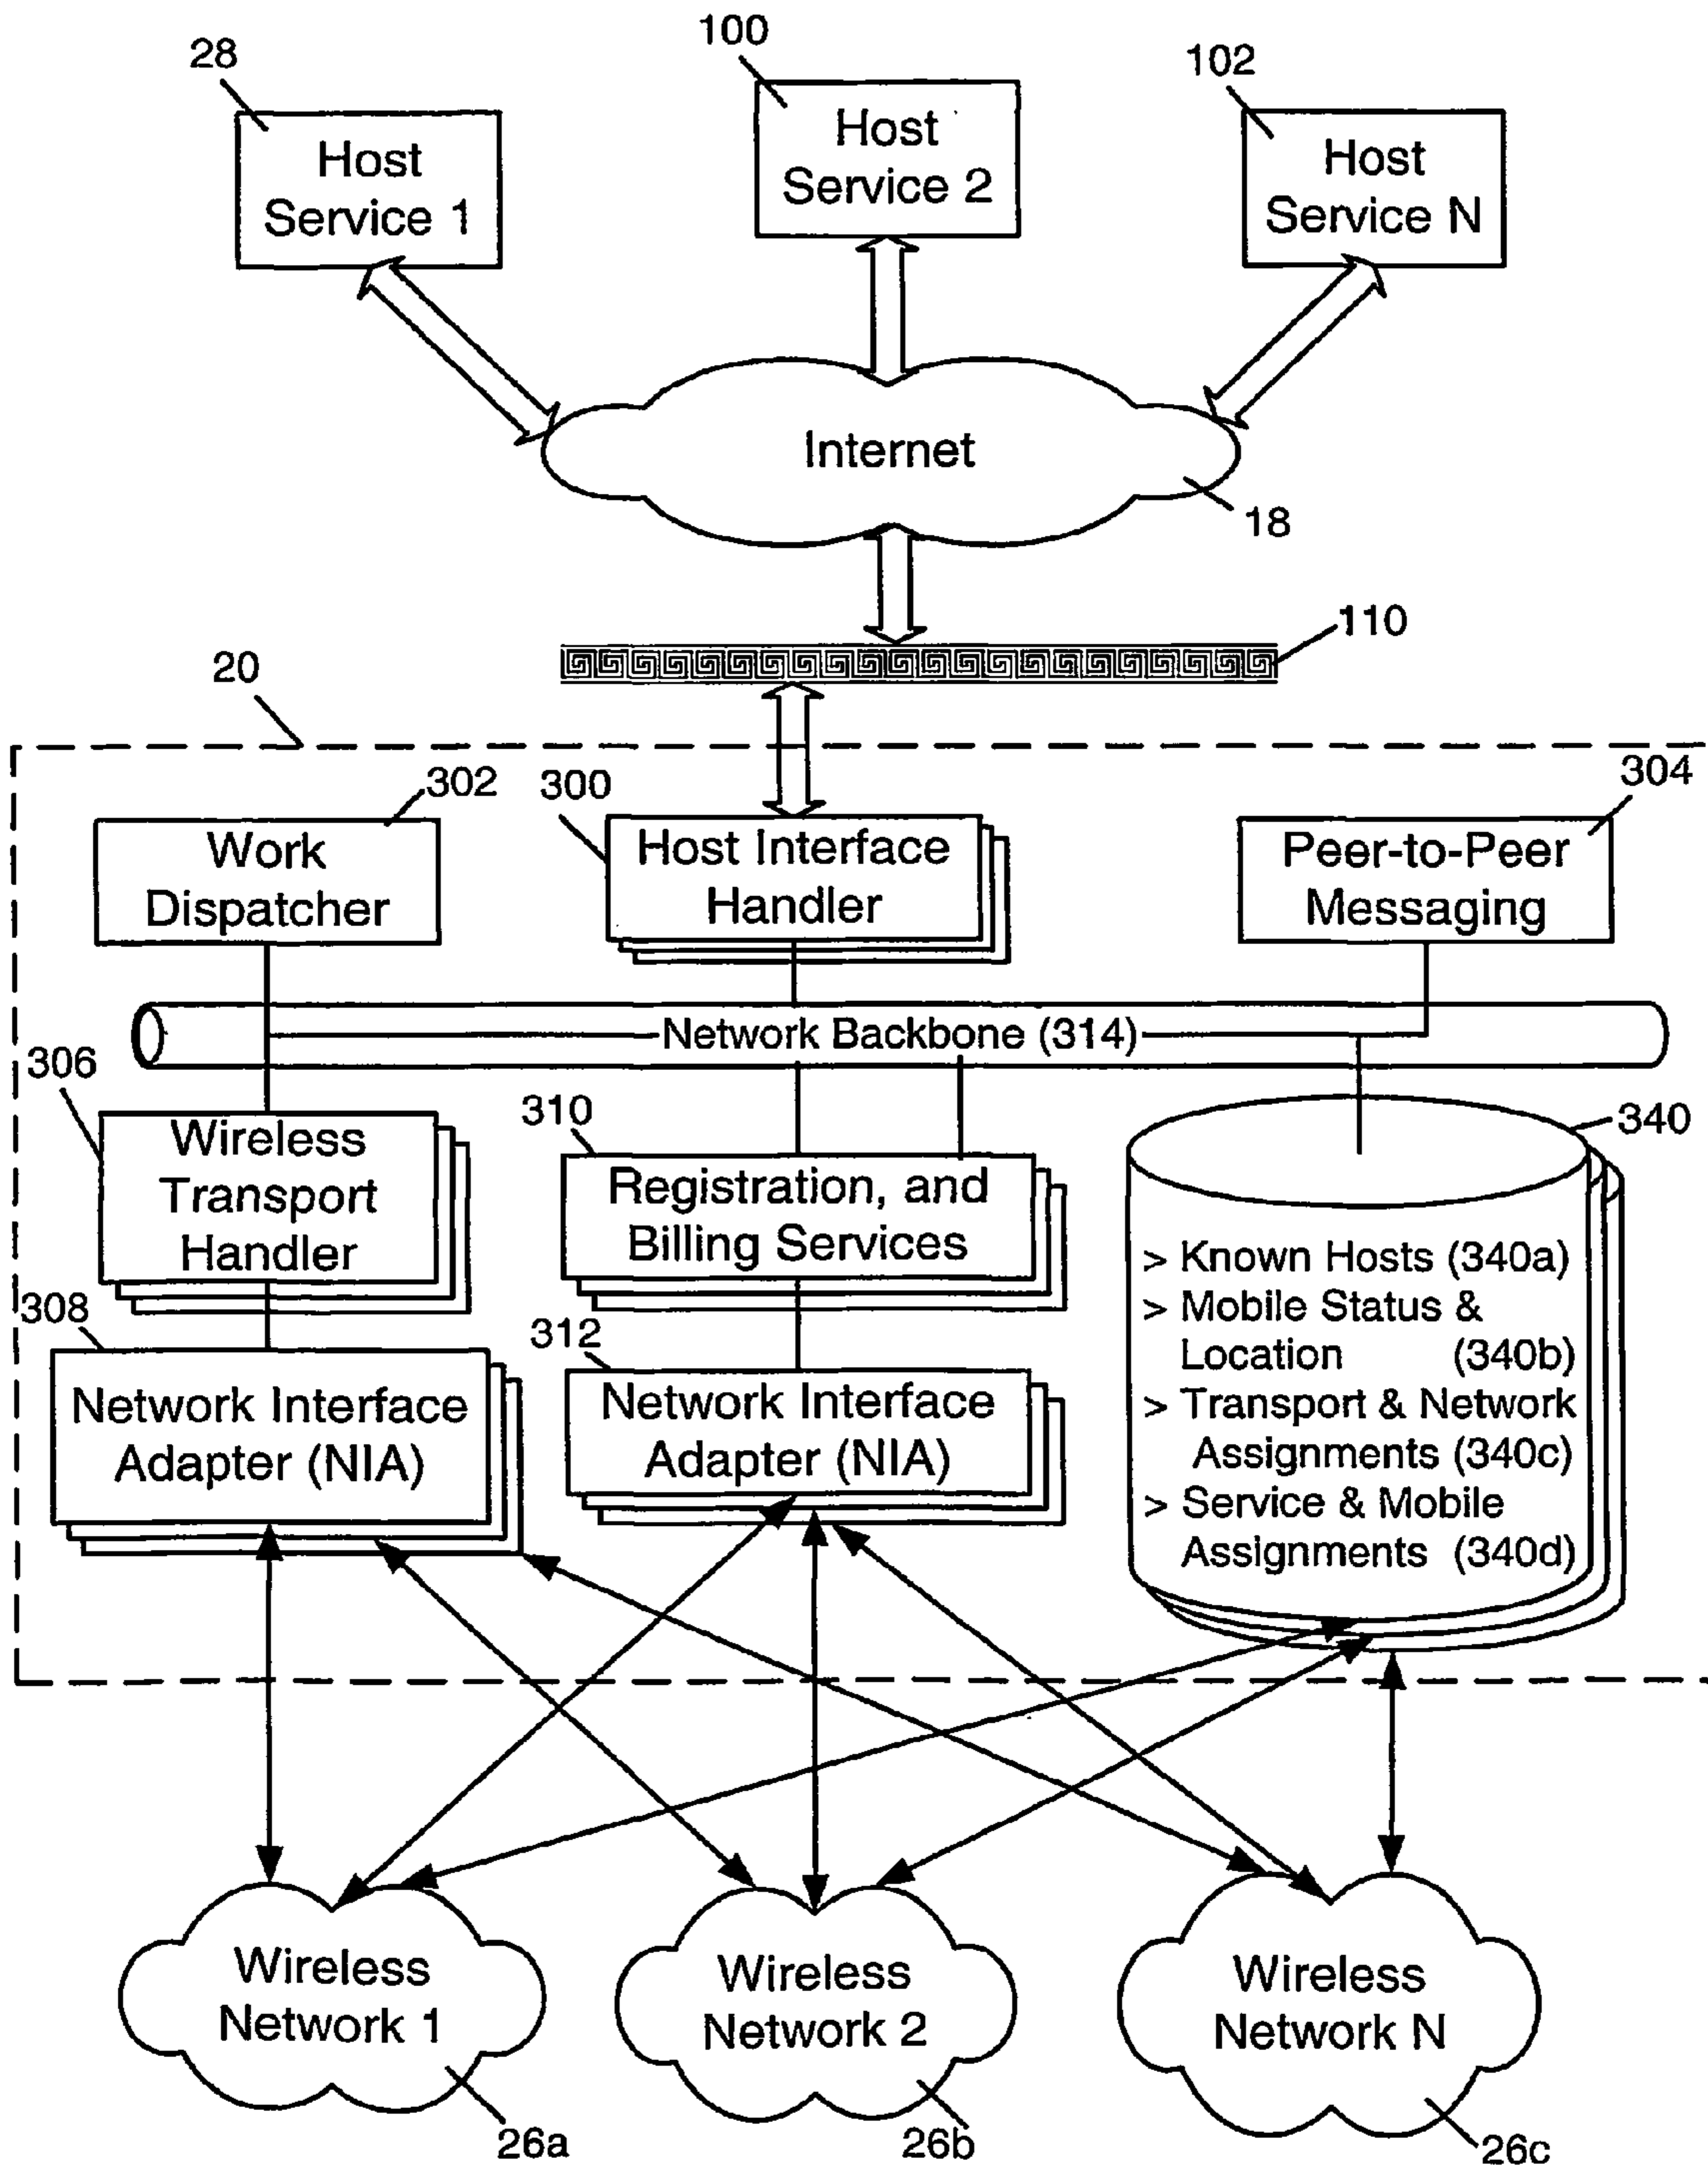 100
28
102
Host
Service 1
Host
Service 2
Host
Service N
Internet
18
110
20
302
300
304
Work
Dispatcher
Host Interface
Handler
Peer-to-Peer
Messaging
Network Backbone (314)
306
310
340
Wireless
Transport
Handler
Registration, and
Billing Services
> Known Hosts (340a)
> Mobile Status &
Location (340b)
> Transport & Network
Assignments (340c)
> Service & Mobile
Assignments (340d)
308
312
Network Interface
Adapter (NIA)
Network Interface
Adapter (NIA)
Wireless
Network 1
Wireless
Network 2
Wireless
Network N
26a
26b
26c